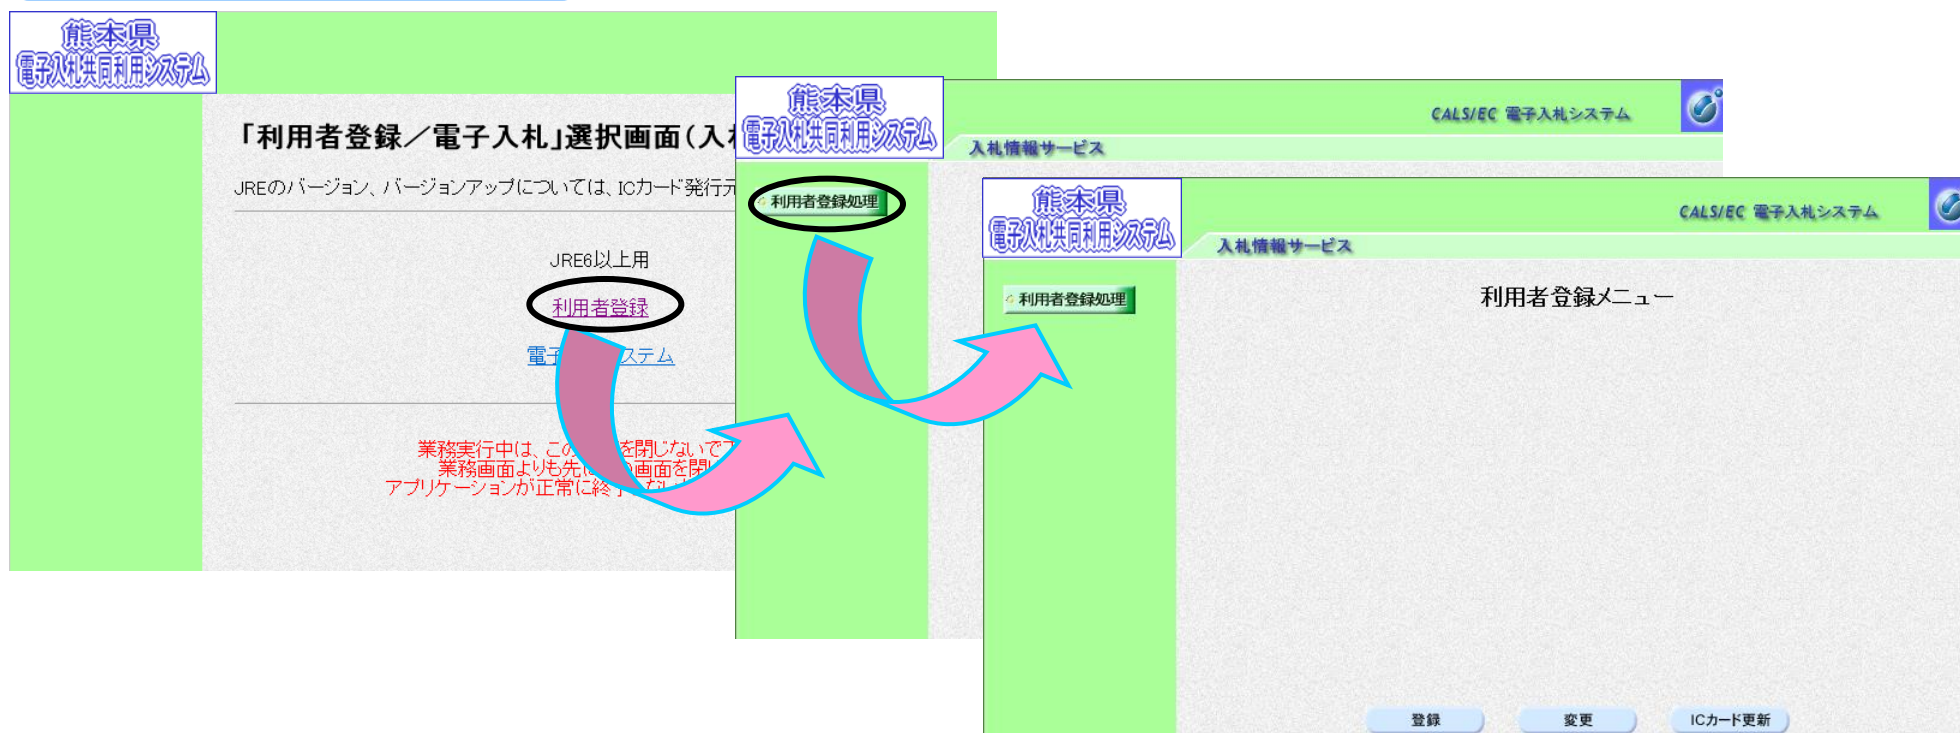 熊本県
電子入札共同利用システム
「利用者登録／電子入札」選択画面（入
JREのバージョン、バージョンアップについては、ICカード発行元
JRE6以上用
利用者登録
電子 ステム
業務実行中は、この を閉じないで
業務画面よりも先に 画面を閉
アプリケーションが正常に終了 ない
熊本県
電子入札共同利用システム
CALS/EC 電子入札システム
入札情報サービス
利用者登録処理
熊本県
電子入札共同利用システム
CALS/EC 電子入札システム
入札情報サービス
利用者登録処理
利用者登録メニュー
登録
変更
ICカード更新